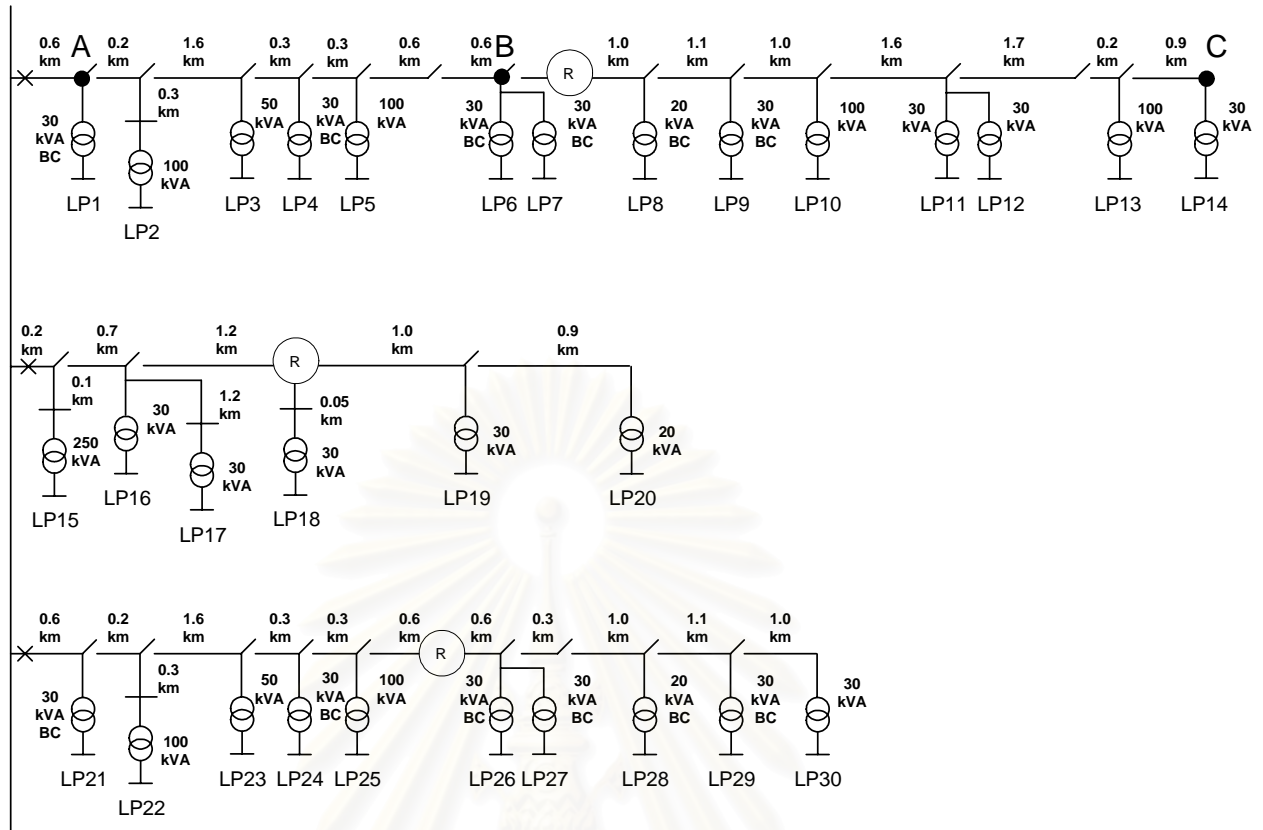 0.6 km
A
0.2 km
1.6 km
0.3 km
0.3 km
0.6 km
0.6 km
B
R
1.0 km
1.1 km
1.0 km
1.6 km
1.7 km
0.2 km
0.9 km
C
30 kVA BC
0.3 km
100 kVA
50 kVA
30 kVA BC
100 kVA
30 kVA BC
30 kVA BC
20 kVA BC
30 kVA BC
100 kVA
30 kVA
30 kVA
100 kVA
30 kVA
LP1
LP2
LP3
LP4
LP5
LP6
LP7
LP8
LP9
LP10
LP11
LP12
LP13
LP14
0.2 km
0.7 km
1.2 km
R
1.0 km
0.9 km
0.1 km
250 kVA
30 kVA
1.2 km
30 kVA
0.05 km
30 kVA
30 kVA
20 kVA
LP15
LP16
LP17
LP18
LP19
LP20
0.6 km
0.2 km
1.6 km
0.3 km
0.3 km
0.6 km
R
0.6 km
0.3 km
1.0 km
1.1 km
1.0 km
30 kVA BC
0.3 km
100 kVA
50 kVA
30 kVA BC
100 kVA
30 kVA BC
30 kVA BC
20 kVA BC
30 kVA BC
30 kVA
LP21
LP22
LP23
LP24
LP25
LP26
LP27
LP28
LP29
LP30